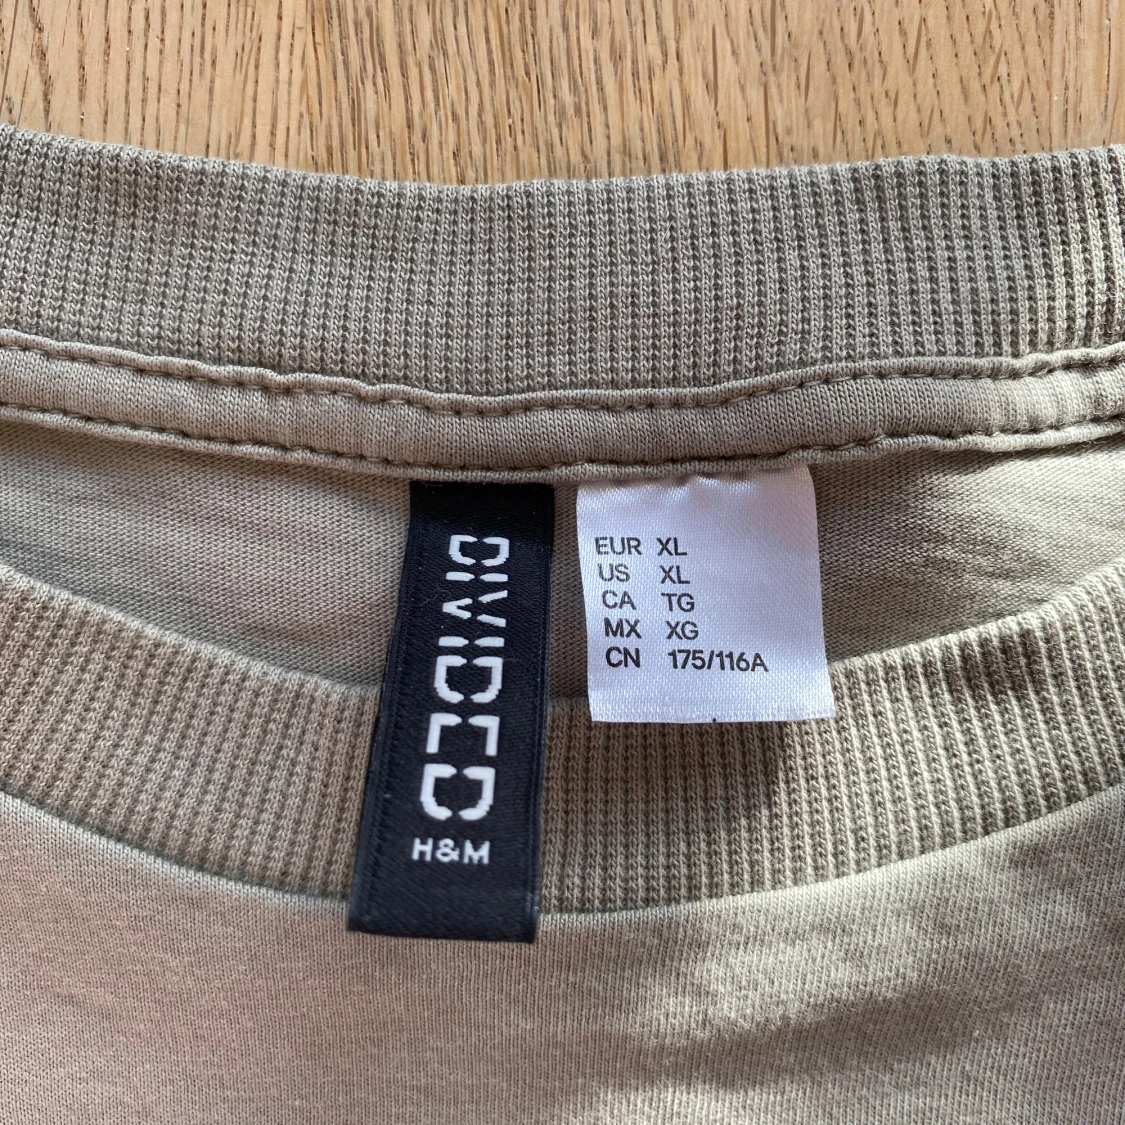 DIVIDED
H&M
EUR XL
US XL
CA TG
MX XG
CN 175/116A